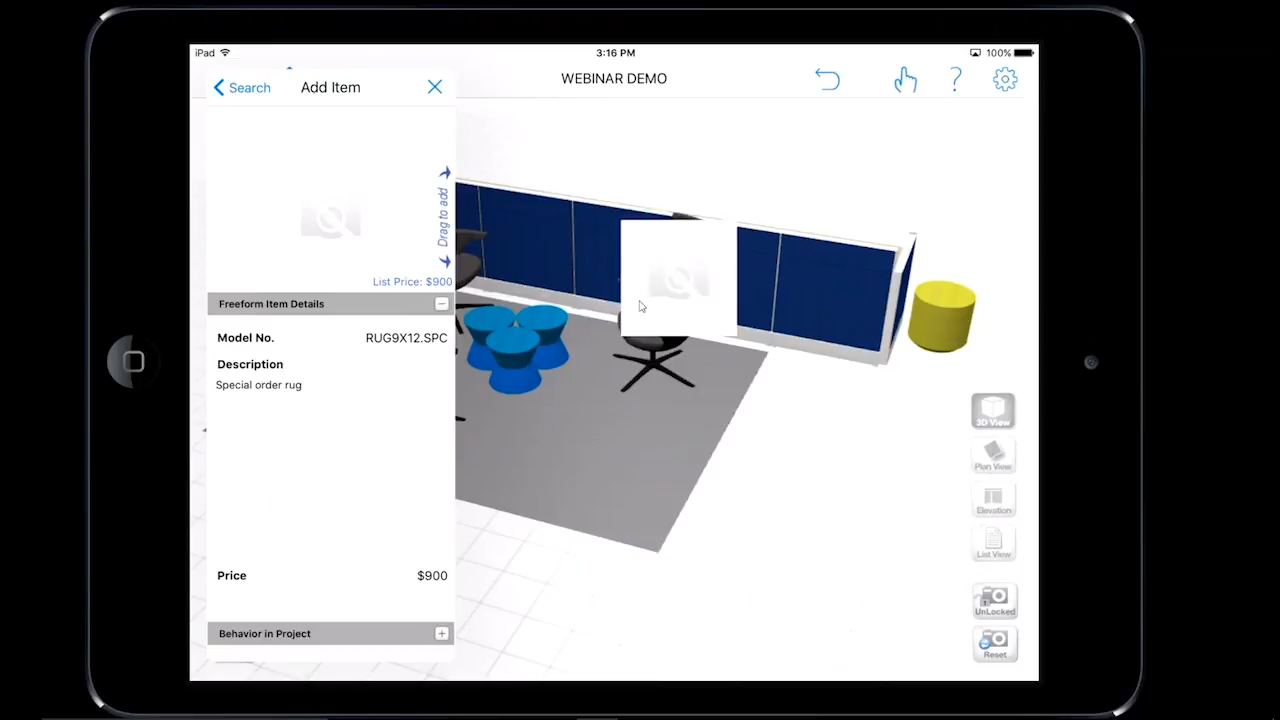 iPad
3:16 PM
100%
Search
Add Item
WEBINAR DEMO
?
Drag to add
List Price: $900
Freeform Item Details
Model No.
RUG9X12.SPC
Description
Special order rug
Price
$900
Behavior in Project
3D View
Plan View
Elevation
List View
UnLocked
Reset